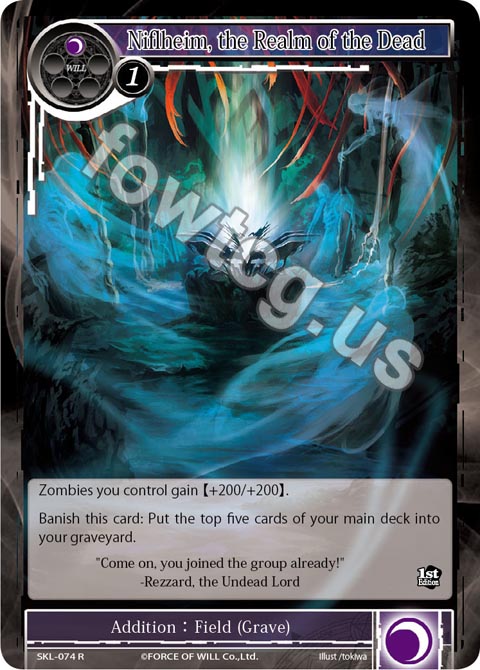 Niflheim, the Realm of the Dead
WILL
1
fowtcg.us
Zombies you control gain 【+200/+200】.
Banish this card: Put the top five cards of your main deck into
your graveyard.
"Come on, you joined the group already!"
-Rezzard, the Undead Lord
1st
Edition
Addition : Field (Grave)
SKL-074 R ©FORCE OF WILL Co.,Ltd. Illust /tokiwa